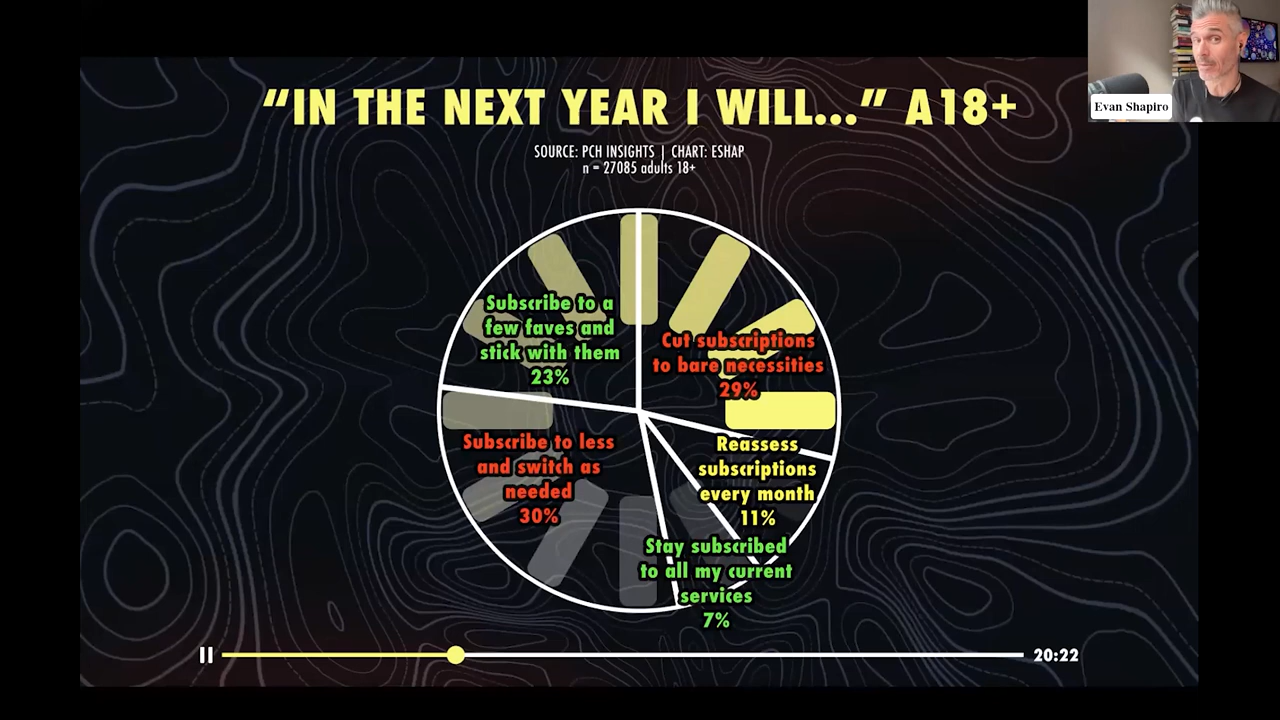 Evan Shapiro
“IN THE NEXT YEAR I WILL...” A18+
SOURCE: PCH INSIGHTS | CHART: ESHAP
n = 27085 adults 18+
Subscribe to a
few faves and
stick with them
23%
Cut subscriptions
to bare necessities
29%
Subscribe to less
and switch as
needed
30%
Reassess
subscriptions
every month
11%
Stay subscribed
to all my current
services
7%
20:22